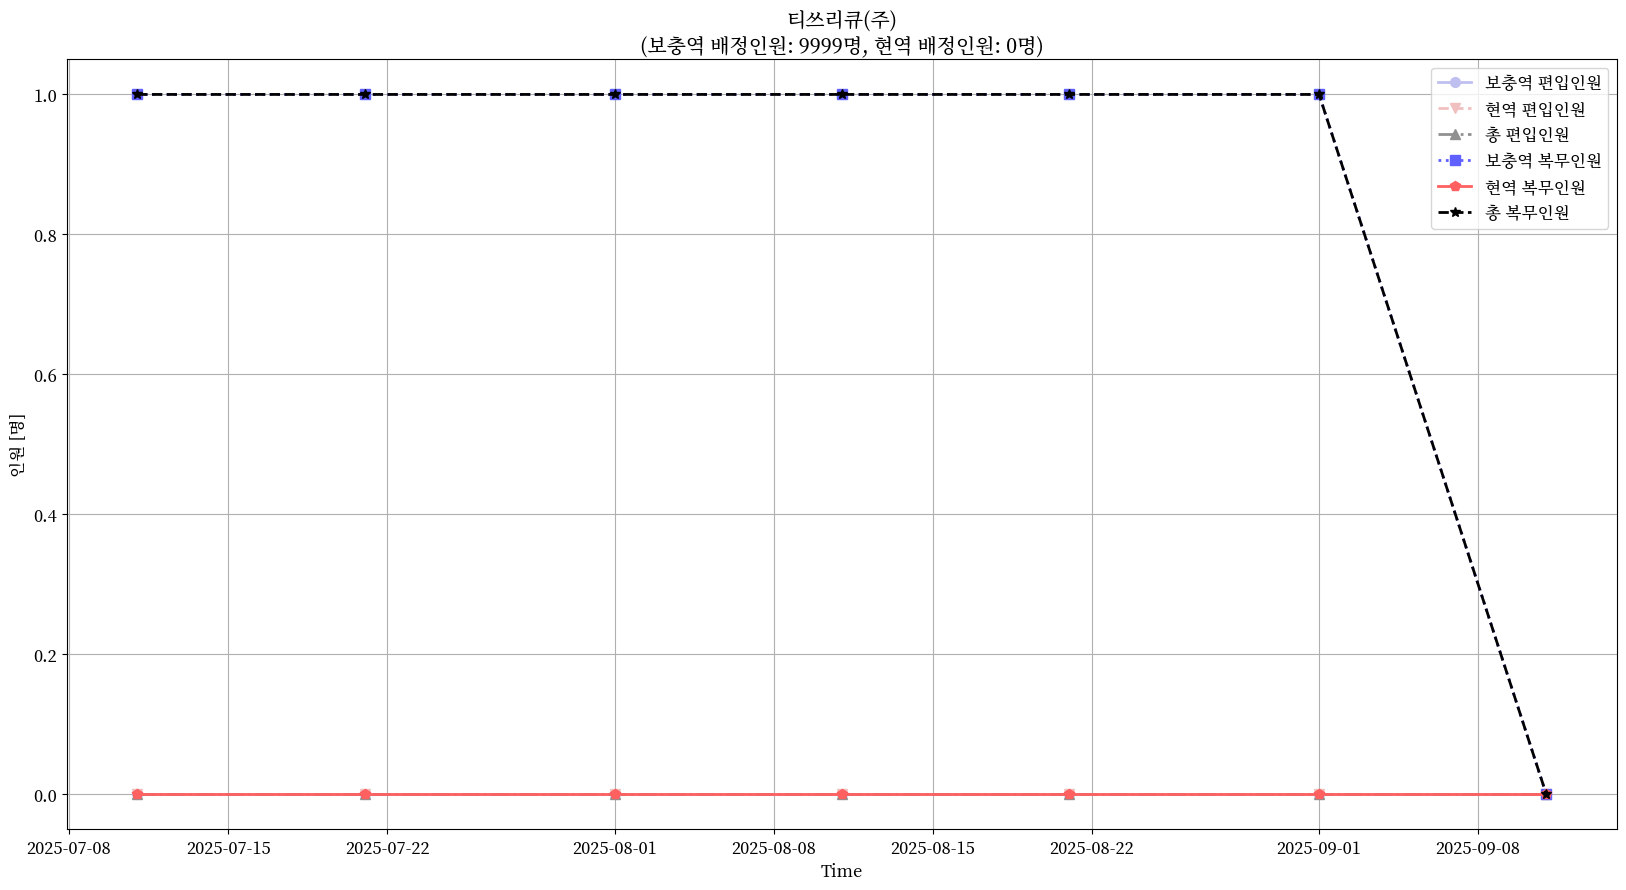 티쓰리큐(주)
(보충역 배정인원: 9999명, 현역 배정인원: 0명)
보충역 편입인원
현역 편입인원
총 편입인원
보충역 복무인원
현역 복무인원
총 복무인원
1.0
0.8
0.6
0.4
0.2
0.0
인원 [명]
2025-07-08 2025-07-15 2025-07-22 2025-08-01 2025-08-08 2025-08-15 2025-08-22 2025-09-01 2025-09-08
Time